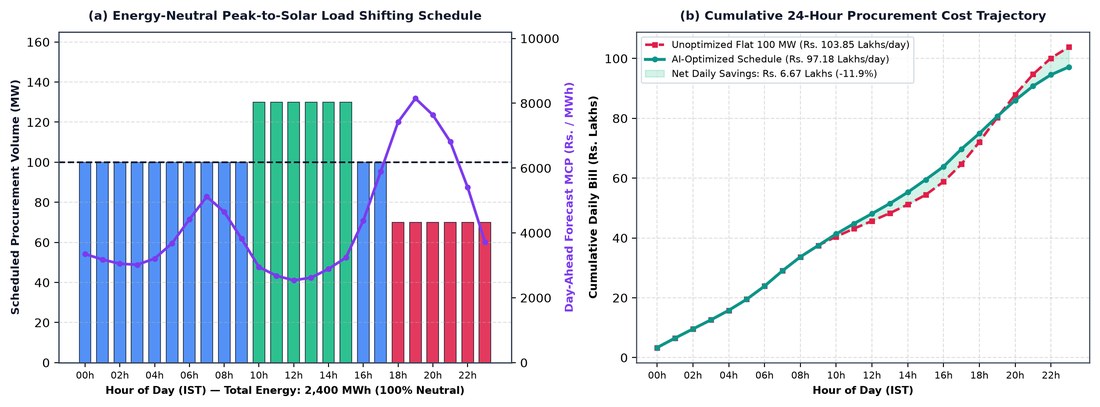 (a) Energy-Neutral Peak-to-Solar Load Shifting Schedule
Scheduled Procurement Volume (MW)
160
140
120
100
80
60
40
20
0
10000
8000
6000
4000
2000
0
Day-Ahead Forecast MCP (Rs. / MWh)
00h 02h 04h 06h 08h 10h 12h 14h 16h 18h 20h 22h
Hour of Day (IST) — Total Energy: 2,400 MWh (100% Neutral)
(b) Cumulative 24-Hour Procurement Cost Trajectory
Unoptimized Flat 100 MW (Rs. 103.85 Lakhs/day)
AI-Optimized Schedule (Rs. 97.18 Lakhs/day)
Net Daily Savings: Rs. 6.67 Lakhs (-11.9%)
Cumulative Daily Bill (Rs. Lakhs)
100
80
60
40
20
0
00h 02h 04h 06h 08h 10h 12h 14h 16h 18h 20h 22h
Hour of Day (IST)